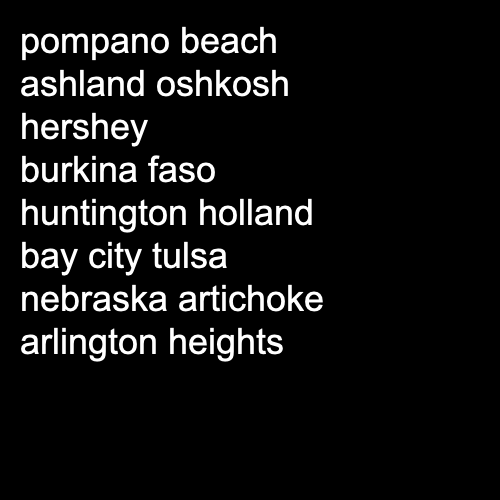 pompano beach
ashland oshkosh
hershey
burkina faso
huntington holland
bay city tulsa
nebraska artichoke
arlington heights